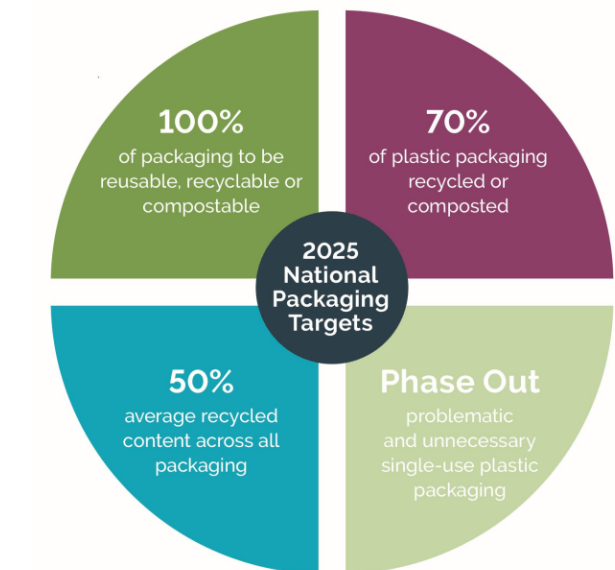 100%
of packaging to be
reusable, recyclable or
compostable
70%
of plastic packaging
recycled or
composted
2025
National
Packaging
Targets
50%
average recycled
content across all
packaging
Phase Out
problematic
and unnecessary
single-use plastic
packaging